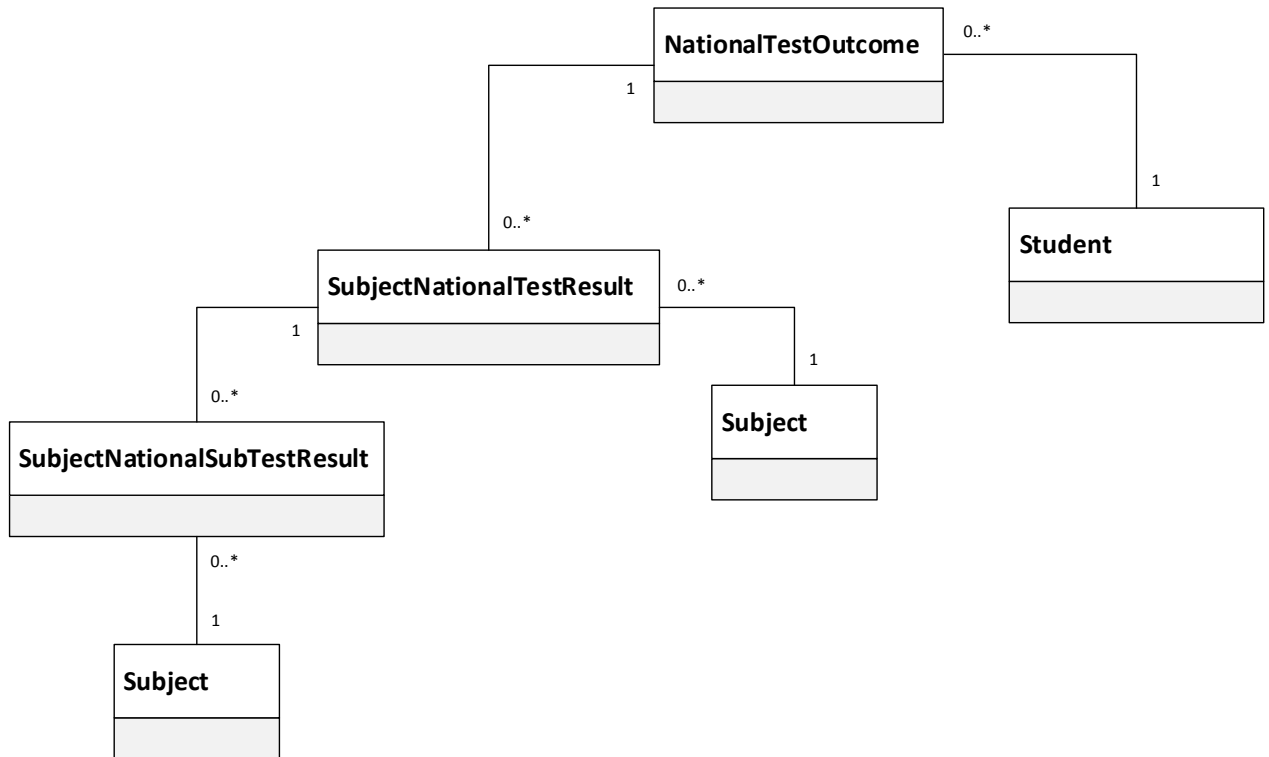 NationalTestOutcome
0..*
1
1
0..*
Student
SubjectNationalTestResult
0..*
1
1
0..*
Subject
SubjectNationalSubTestResult
0..*
1
Subject